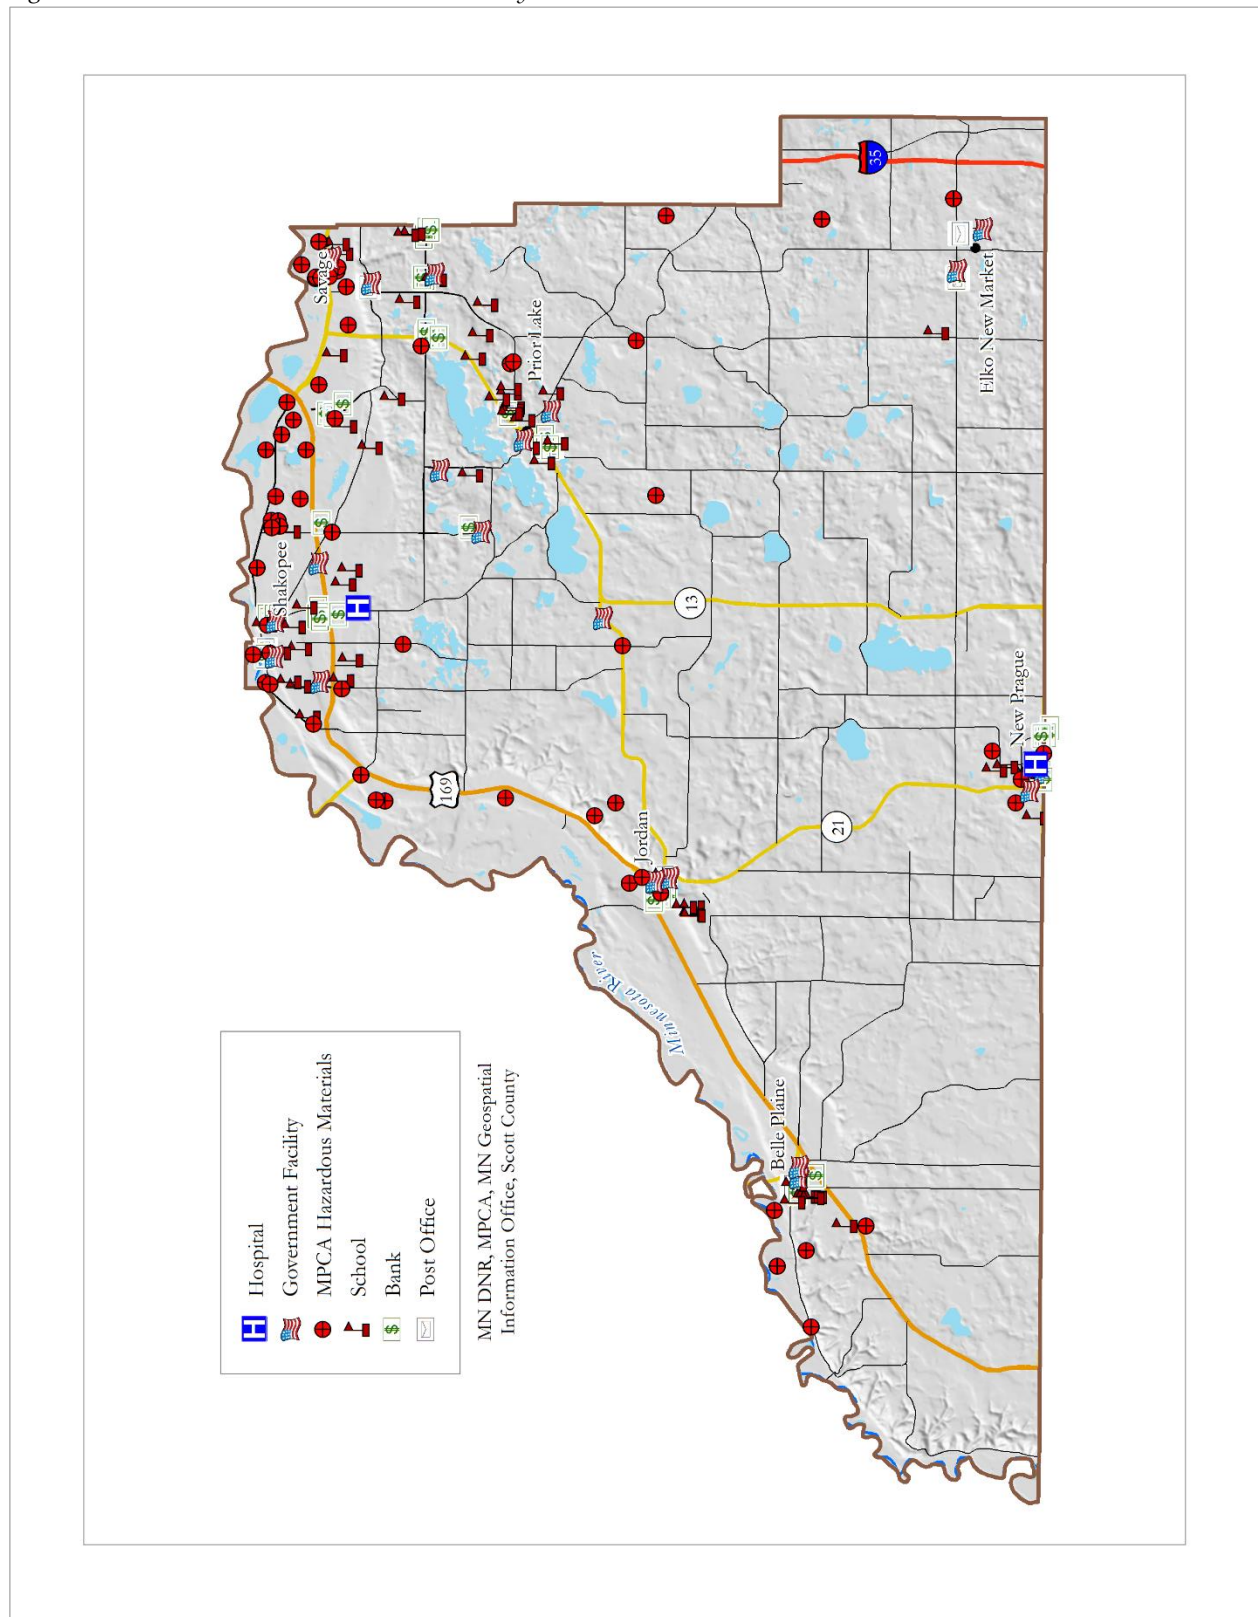 Hospital
Government Facility
MPCA Hazardous Materials
School
Bank
Post Office
MN DNR, MPCA, MN Geospatial
Information Office, Scott County
Savage
Shakopee
Prior Lake
Jordan
Belle Plaine
New Prague
Elko New Market
Minnesota River
169
13
21
35
H
H
H